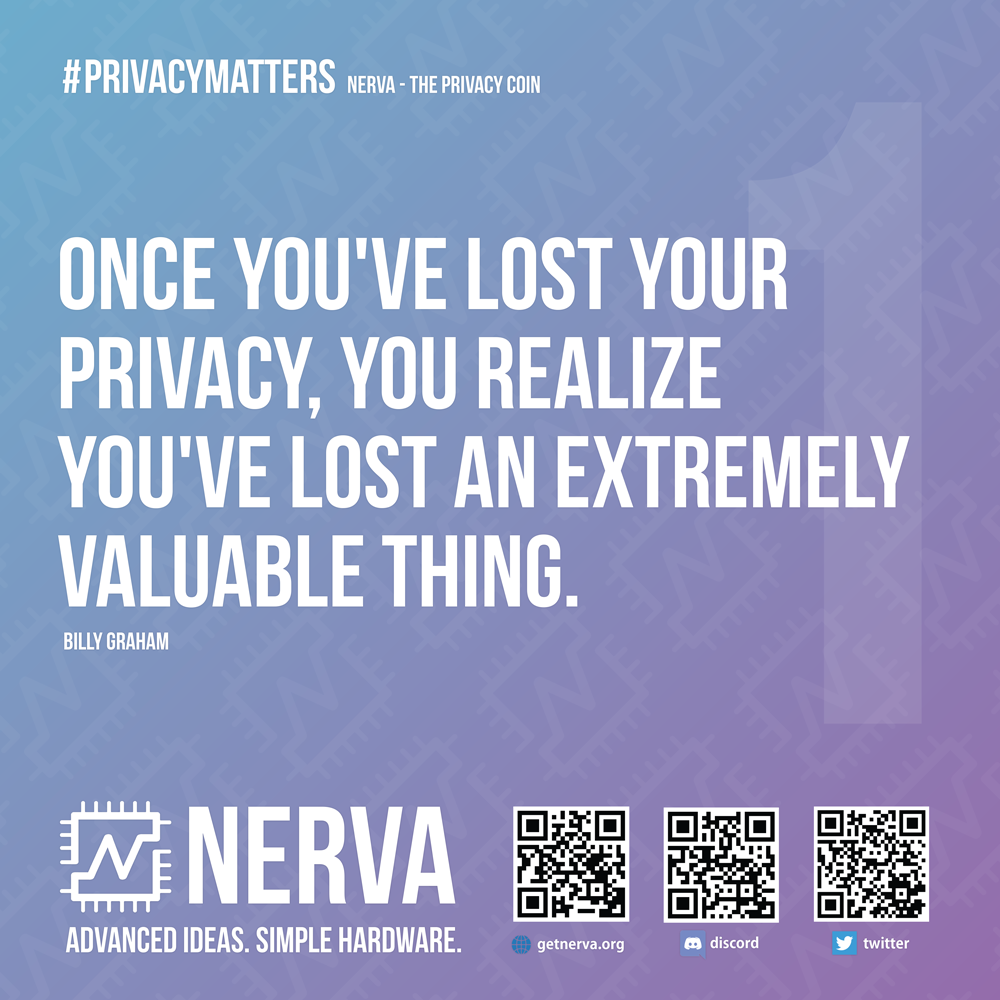 #PRIVACYMATTERS NERVA - THE PRIVACY COIN
1
ONCE YOU'VE LOST YOUR
PRIVACY, YOU REALIZE
YOU'VE LOST AN EXTREMELY
VALUABLE THING.
BILLY GRAHAM
NERVA
ADVANCED IDEAS. SIMPLE HARDWARE.
getnerva.org
discord
twitter